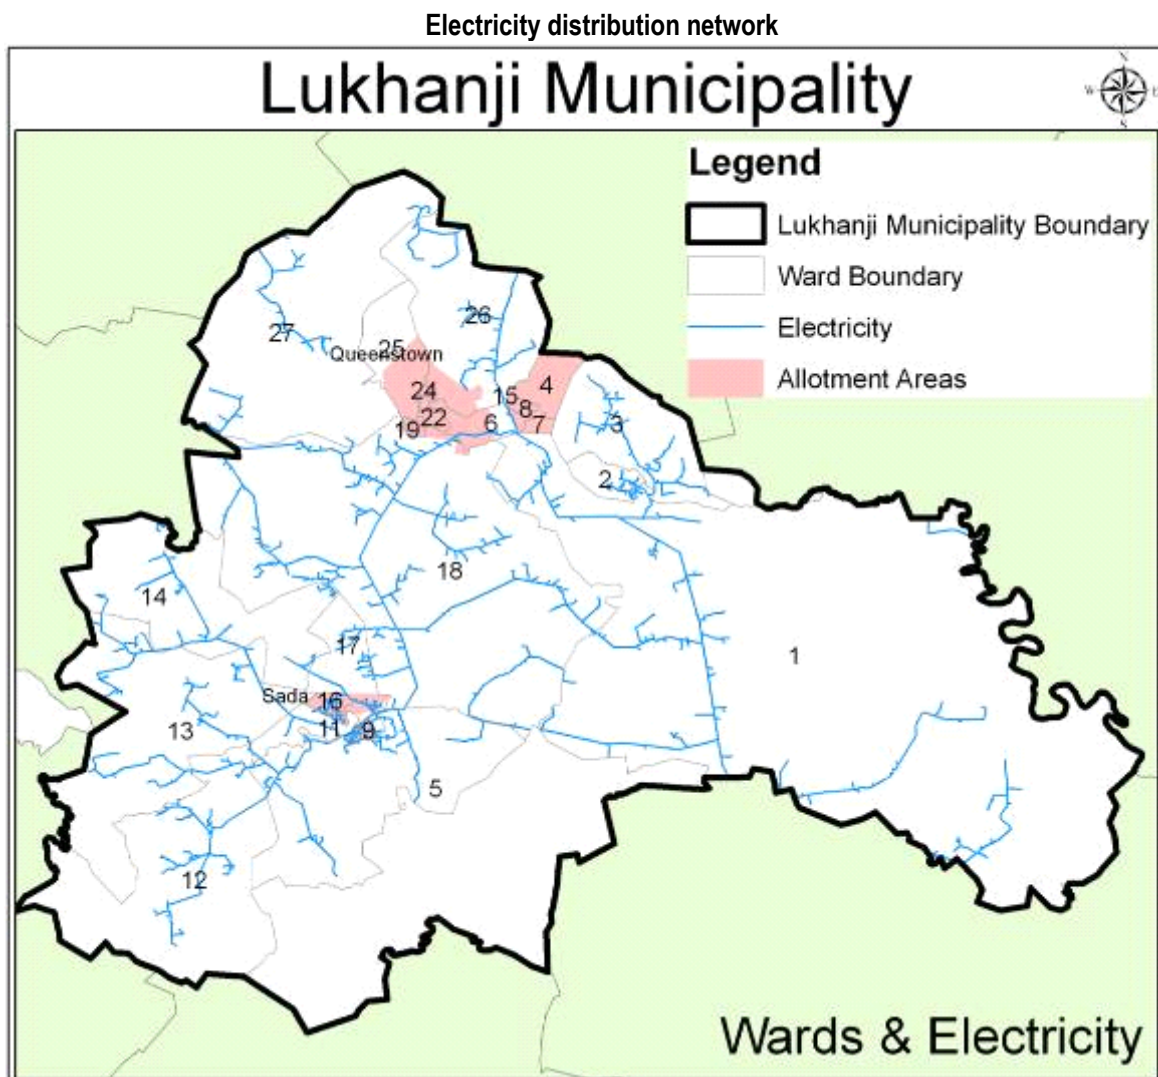 Electricity distribution network
Lukhanji Municipality
N
W E
S
Legend
Lukhanji Municipality Boundary
Ward Boundary
Electricity
Allotment Areas
26
27
25
Queenstown
24
4
15
8
22
6
7
19
3
2
18
14
17
1
Sada
16
11
9
13
5
12
Wards & Electricity